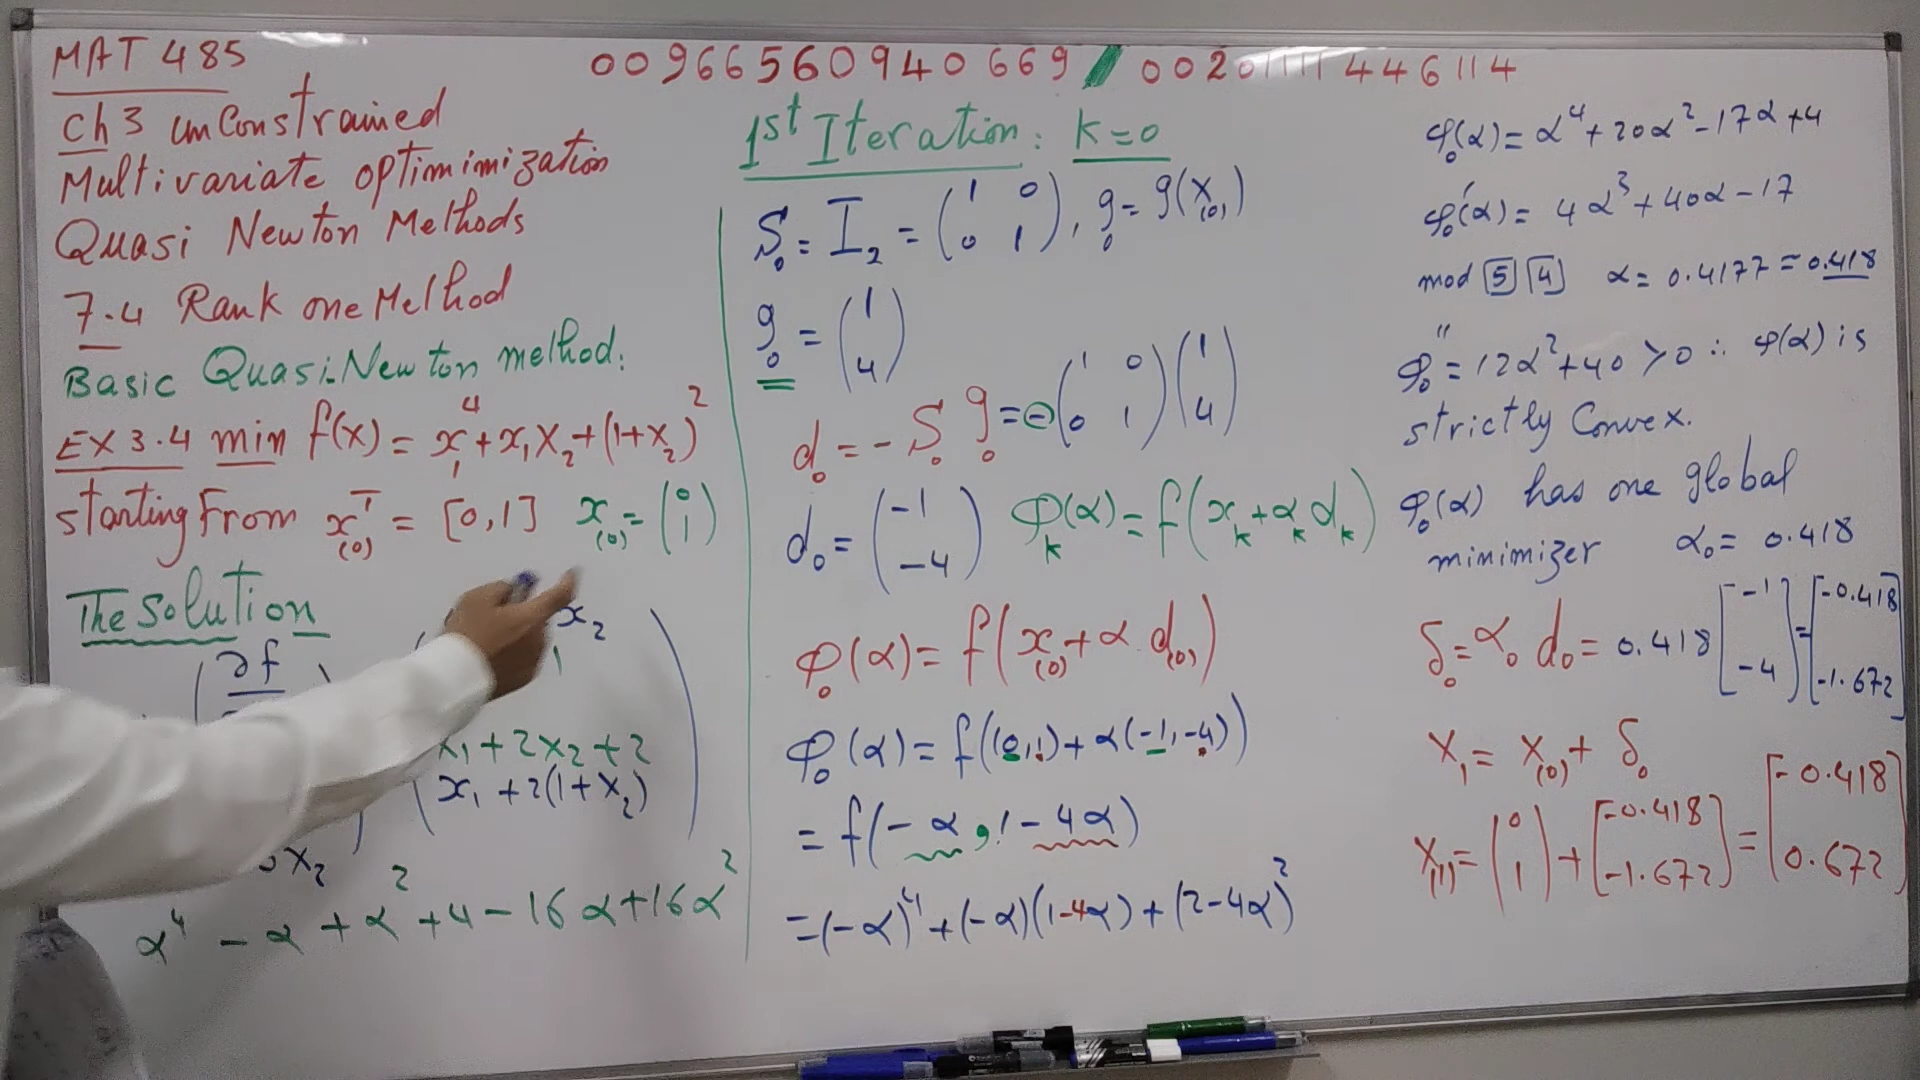 MAT 485
00966560940669 / 00201111446114
Ch 3 unConstrained
Multivariate optimimization
Quasi Newton Methods
7.4 Rank one Method
Basic Quasi-Newton method:
EX 3.4 min f(x) = x₁⁴ + x₁x₂ + (1+x₂)²
starting From x₍₀₎ᵀ = [0,1] x₍₀₎ = (0 1)
The Solution
∂f
x₂
x₁ + 2x₂ + 2
x₁ + 2(1+x₂)
x₂
α⁴ - α + α² + 4 - 16α + 16α²
1st Iteration: k=0
S₀ = I₂ = (1 0 0 1), g₀ = g(x₍₀₎)
g₀ = (1 4)
d₀ = - S₀ g₀ = -(1 0 0 1)(1 4)
d₀ = (-1 -4) φₖ(α) = f(xₖ + αₖ dₖ)
φ₀(α) = f(x₍₀₎ + α d₍₀₎)
φ₀(α) = f((0,1) + α(-1,-4))
= f(-α, 1-4α)
= (-α)⁴ + (-α)(1-4α) + (2-4α)²
φ₀(α) = α⁴ + 20α² - 17α + 4
φ₀'(α) = 4α³ + 40α - 17
mod 5 4 α = 0.4177 = 0.418
φ₀'' = 12α² + 40 > 0 ∴ φ(α) is
strictly Convex.
φ₀(α) has one global
minimizer α₀ = 0.418
δ₀ = α₀ d₀ = 0.418 [-1 -4] = [-0.418 -1.672]
x₁ = x₍₀₎ + δ₀
x₍₁₎ = (0 1) + [-0.418 -1.672] = [-0.418 0.672]